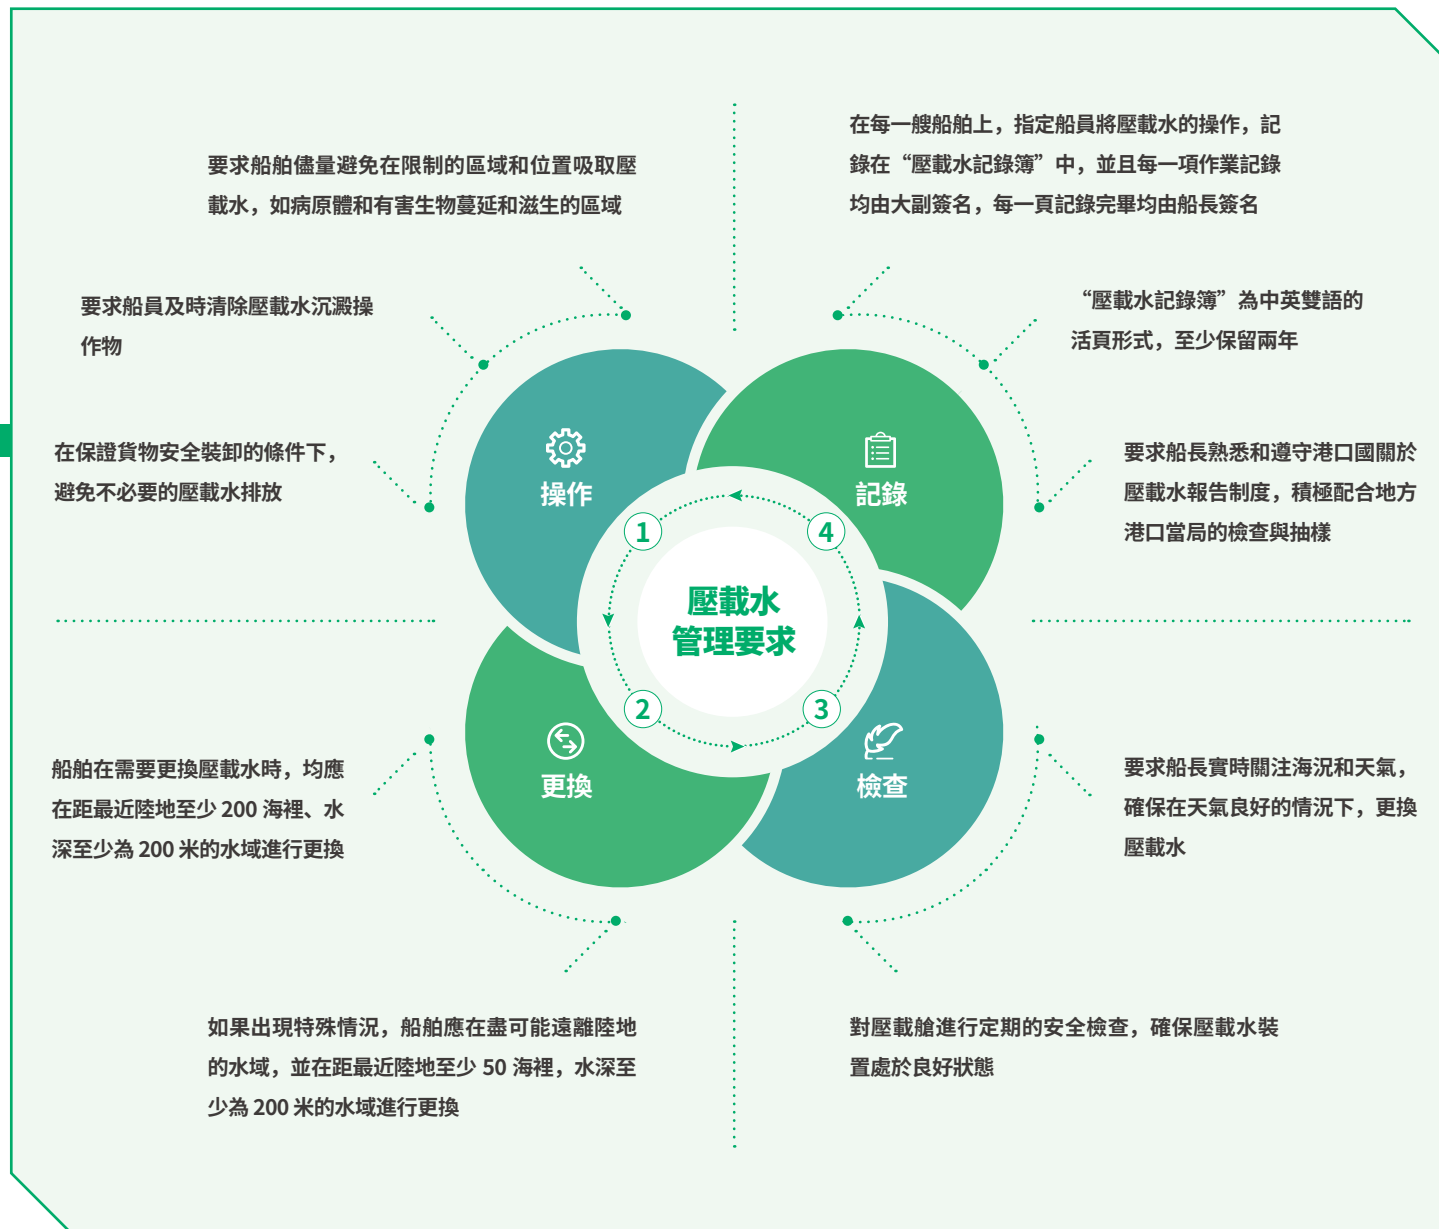 要求船舶儘量避免在限制的區域和位置吸取壓
載水，如病原體和有害生物蔓延和滋生的區域
要求船員及時清除壓載水沉澱操
作物
在保證貨物安全裝卸的條件下，
避免不必要的壓載水排放
在每一艘船舶上，指定船員將壓載水的操作，記
錄在“壓載水記錄簿”中，並且每一項作業記錄
均由大副簽名，每一頁記錄完畢均由船長簽名
“壓載水記錄簿”為中英雙語的
活頁形式，至少保留兩年
要求船長熟悉和遵守港口國關於
壓載水報告制度，積極配合地方
港口當局的檢查與抽樣
操作
記錄
1
4
壓載水
管理要求
2
3
更換
檢查
船舶在需要更換壓載水時，均應
在距最近陸地至少 200 海裡、水
深至少為 200 米的水域進行更換
如果出現特殊情況，船舶應在盡可能遠離陸地
的水域，並在距最近陸地至少 50 海裡，水深至
少為 200 米的水域進行更換
要求船長實時關注海況和天氣，
確保在天氣良好的情況下，更換
壓載水
對壓載艙進行定期的安全檢查，確保壓載水裝
置處於良好狀態